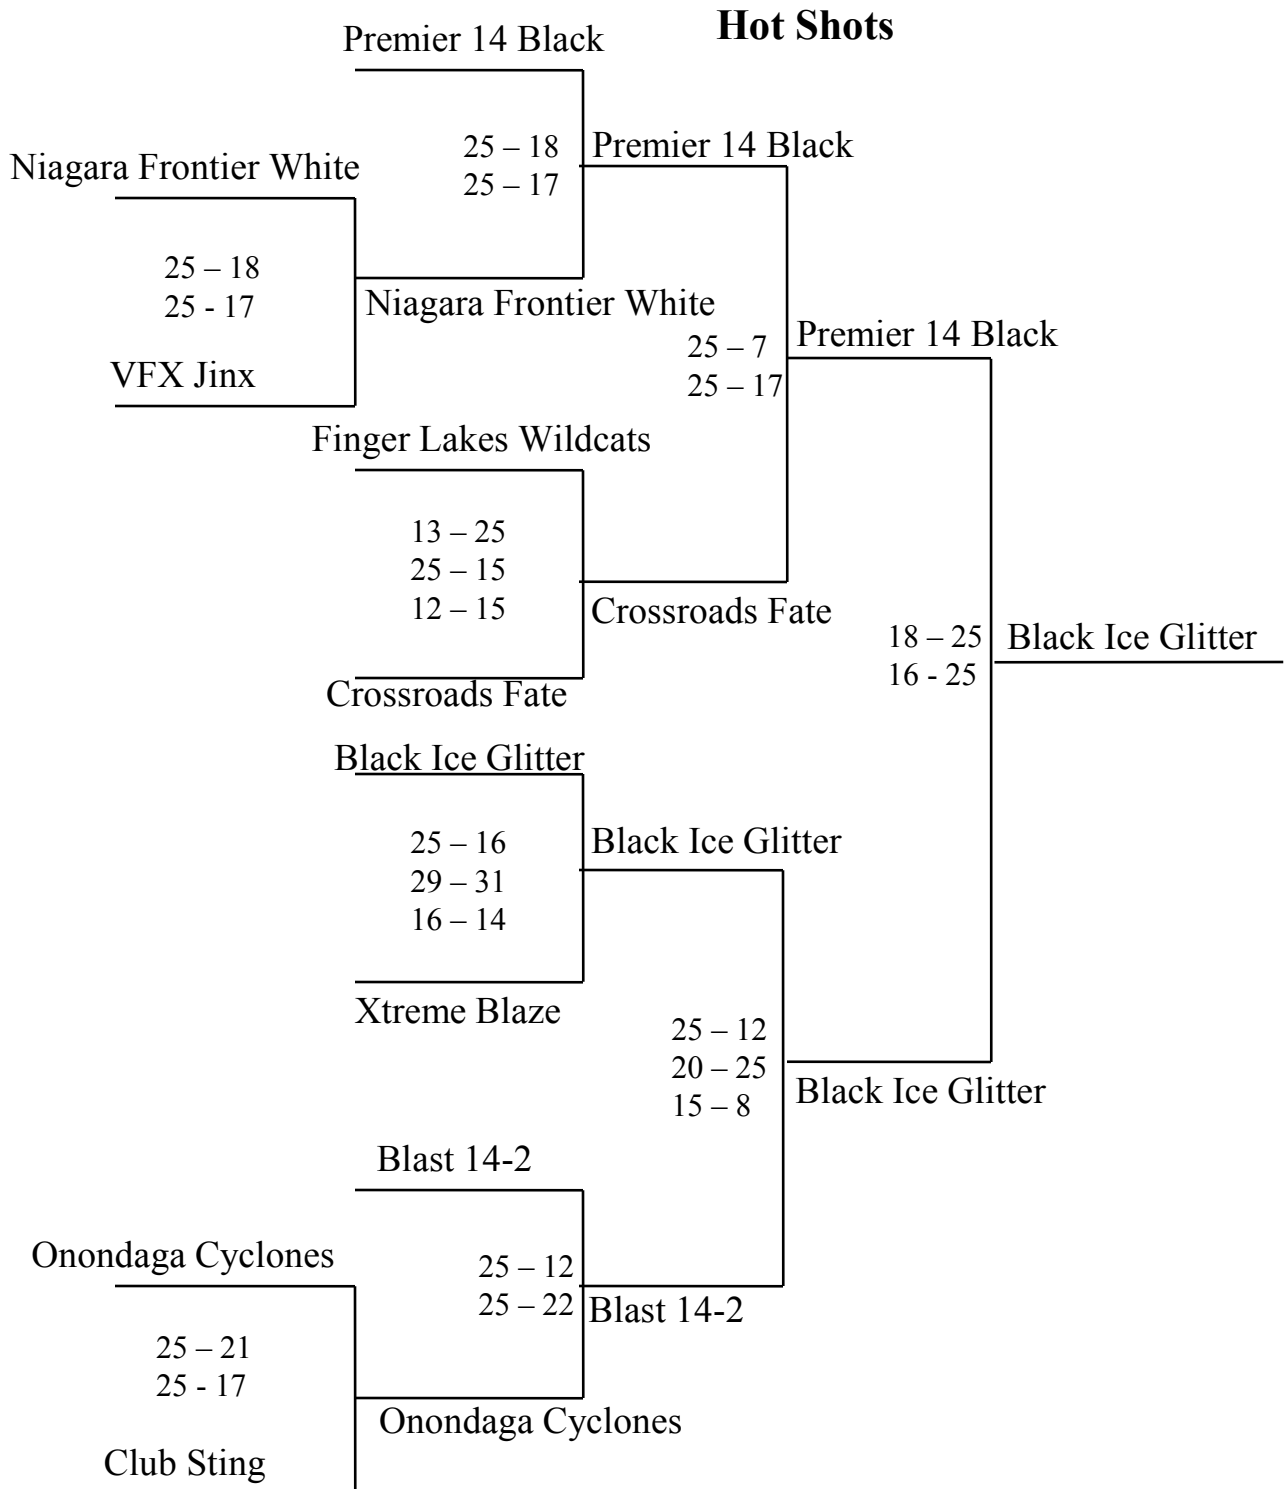 Hot Shots
Premier 14 Black
25 – 18
25 – 17
Premier 14 Black
Niagara Frontier White
25 – 18
25 - 17
Niagara Frontier White
VFX Jinx
25 – 7
25 – 17
Premier 14 Black
Finger Lakes Wildcats
13 – 25
25 – 15
12 – 15
Crossroads Fate
Crossroads Fate
18 – 25
16 - 25
Black Ice Glitter
Black Ice Glitter
25 – 16
29 – 31
16 – 14
Black Ice Glitter
Xtreme Blaze
25 – 12
20 – 25
15 – 8
Black Ice Glitter
Blast 14-2
25 – 12
25 – 22
Blast 14-2
Onondaga Cyclones
25 – 21
25 - 17
Onondaga Cyclones
Club Sting